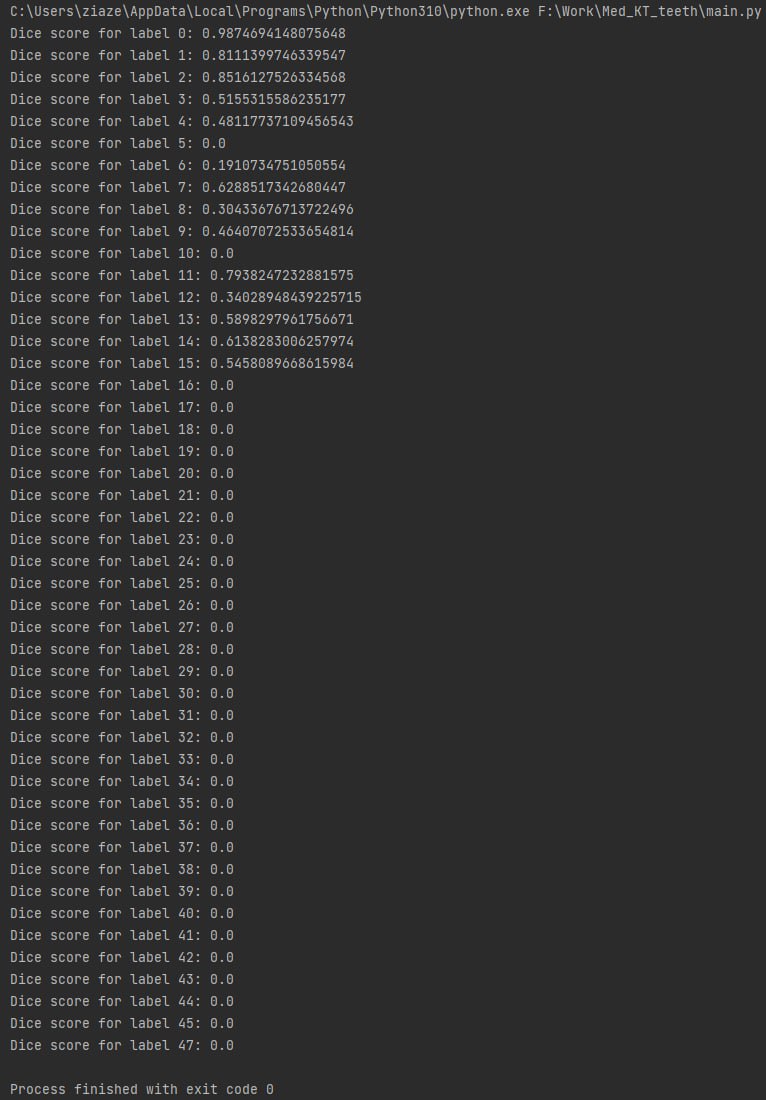 C:\Users\ziaze\AppData\Local\Programs\Python\Python310\python.exe F:\Work\Med_KT_teeth\main.py
Dice score for label 0: 0.9874694148075648
Dice score for label 1: 0.8111399746339547
Dice score for label 2: 0.8516127526334568
Dice score for label 3: 0.5155315586235177
Dice score for label 4: 0.48117737109456543
Dice score for label 5: 0.0
Dice score for label 6: 0.1910734751050554
Dice score for label 7: 0.6288517342680447
Dice score for label 8: 0.30433676713722496
Dice score for label 9: 0.46407072533654814
Dice score for label 10: 0.0
Dice score for label 11: 0.7938247232881575
Dice score for label 12: 0.34028948439225715
Dice score for label 13: 0.5898297961756671
Dice score for label 14: 0.6138283006257974
Dice score for label 15: 0.5458089668615984
Dice score for label 16: 0.0
Dice score for label 17: 0.0
Dice score for label 18: 0.0
Dice score for label 19: 0.0
Dice score for label 20: 0.0
Dice score for label 21: 0.0
Dice score for label 22: 0.0
Dice score for label 23: 0.0
Dice score for label 24: 0.0
Dice score for label 25: 0.0
Dice score for label 26: 0.0
Dice score for label 27: 0.0
Dice score for label 28: 0.0
Dice score for label 29: 0.0
Dice score for label 30: 0.0
Dice score for label 31: 0.0
Dice score for label 32: 0.0
Dice score for label 33: 0.0
Dice score for label 34: 0.0
Dice score for label 35: 0.0
Dice score for label 36: 0.0
Dice score for label 37: 0.0
Dice score for label 38: 0.0
Dice score for label 39: 0.0
Dice score for label 40: 0.0
Dice score for label 41: 0.0
Dice score for label 42: 0.0
Dice score for label 43: 0.0
Dice score for label 44: 0.0
Dice score for label 45: 0.0
Dice score for label 47: 0.0
Process finished with exit code 0